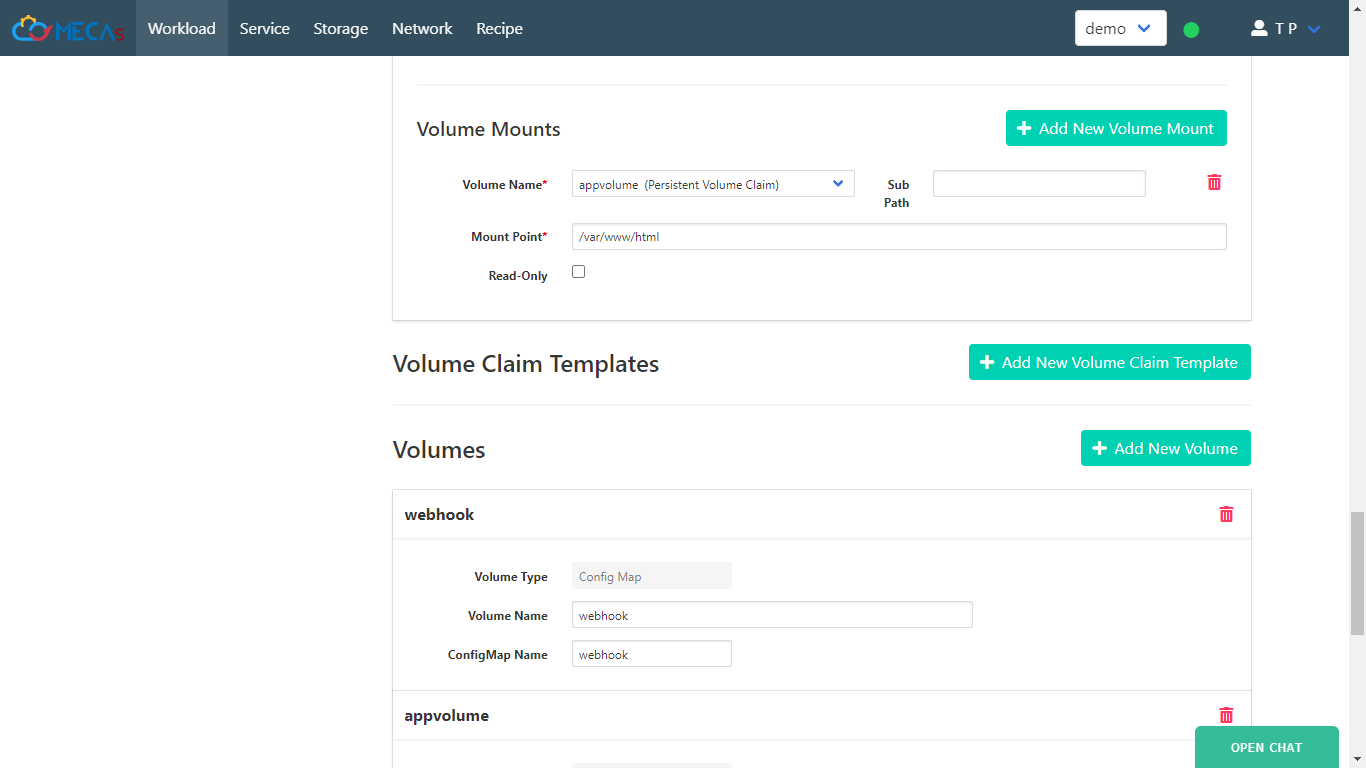 MECAs Workload Service Storage Network Recipe demo T P
Volume Mounts
Add New Volume Mount
Volume Name*
appvolume (Persistent Volume Claim)
Sub
Path
Mount Point*
/var/www/html
Read-Only
Volume Claim Templates
Add New Volume Claim Template
Volumes
Add New Volume
webhook
Volume Type
Config Map
Volume Name
webhook
ConfigMap Name
webhook
appvolume
OPEN CHAT